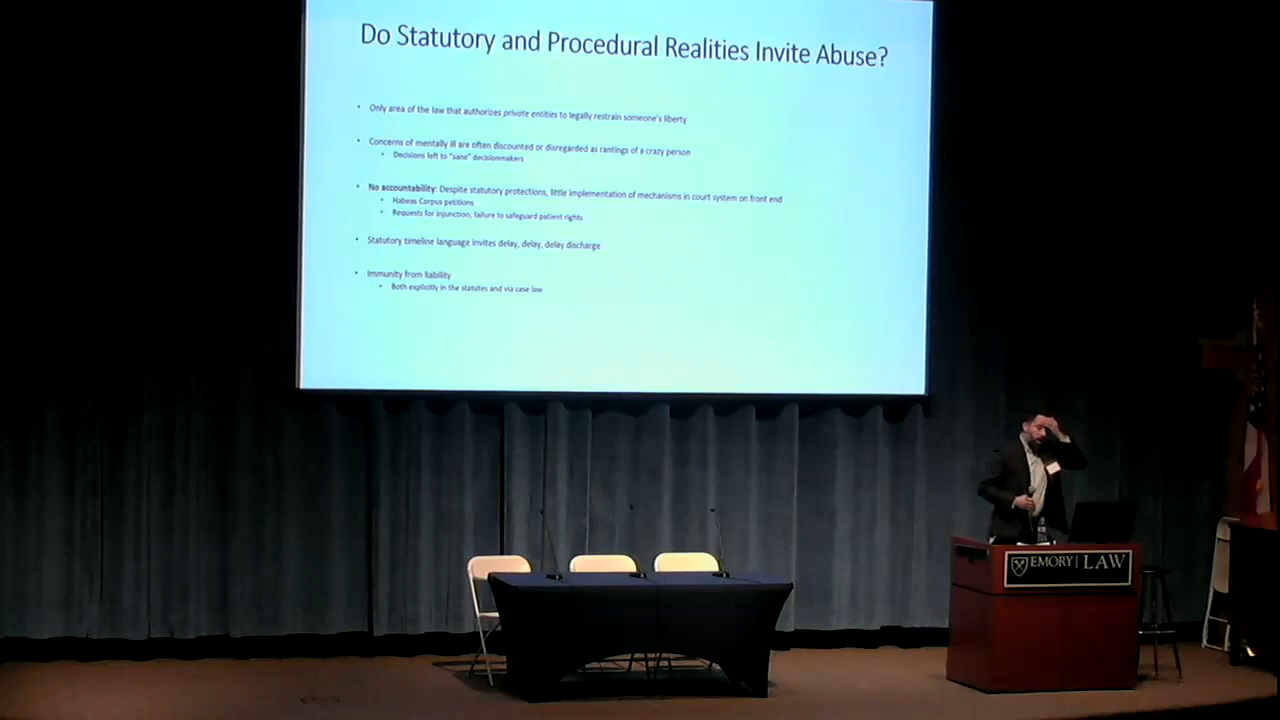 Do Statutory and Procedural Realities Invite Abuse?
• Only area of the law that authorizes private entities to legally restrain someone's liberty
• Concerns of mentally ill are often discounted or disregarded as rantings of a crazy person
• Decisions left to "sane" decisionmakers
• No accountability: Despite statutory protections, little implementation of mechanisms in court system on front end
• Habeas Corpus petitions
• Requests for injunction; failure to safeguard patient rights
• Statutory timeline language invites delay, delay, delay discharge
• Immunity from liability
• Both explicitly in the statutes and via case law
EMORY | LAW